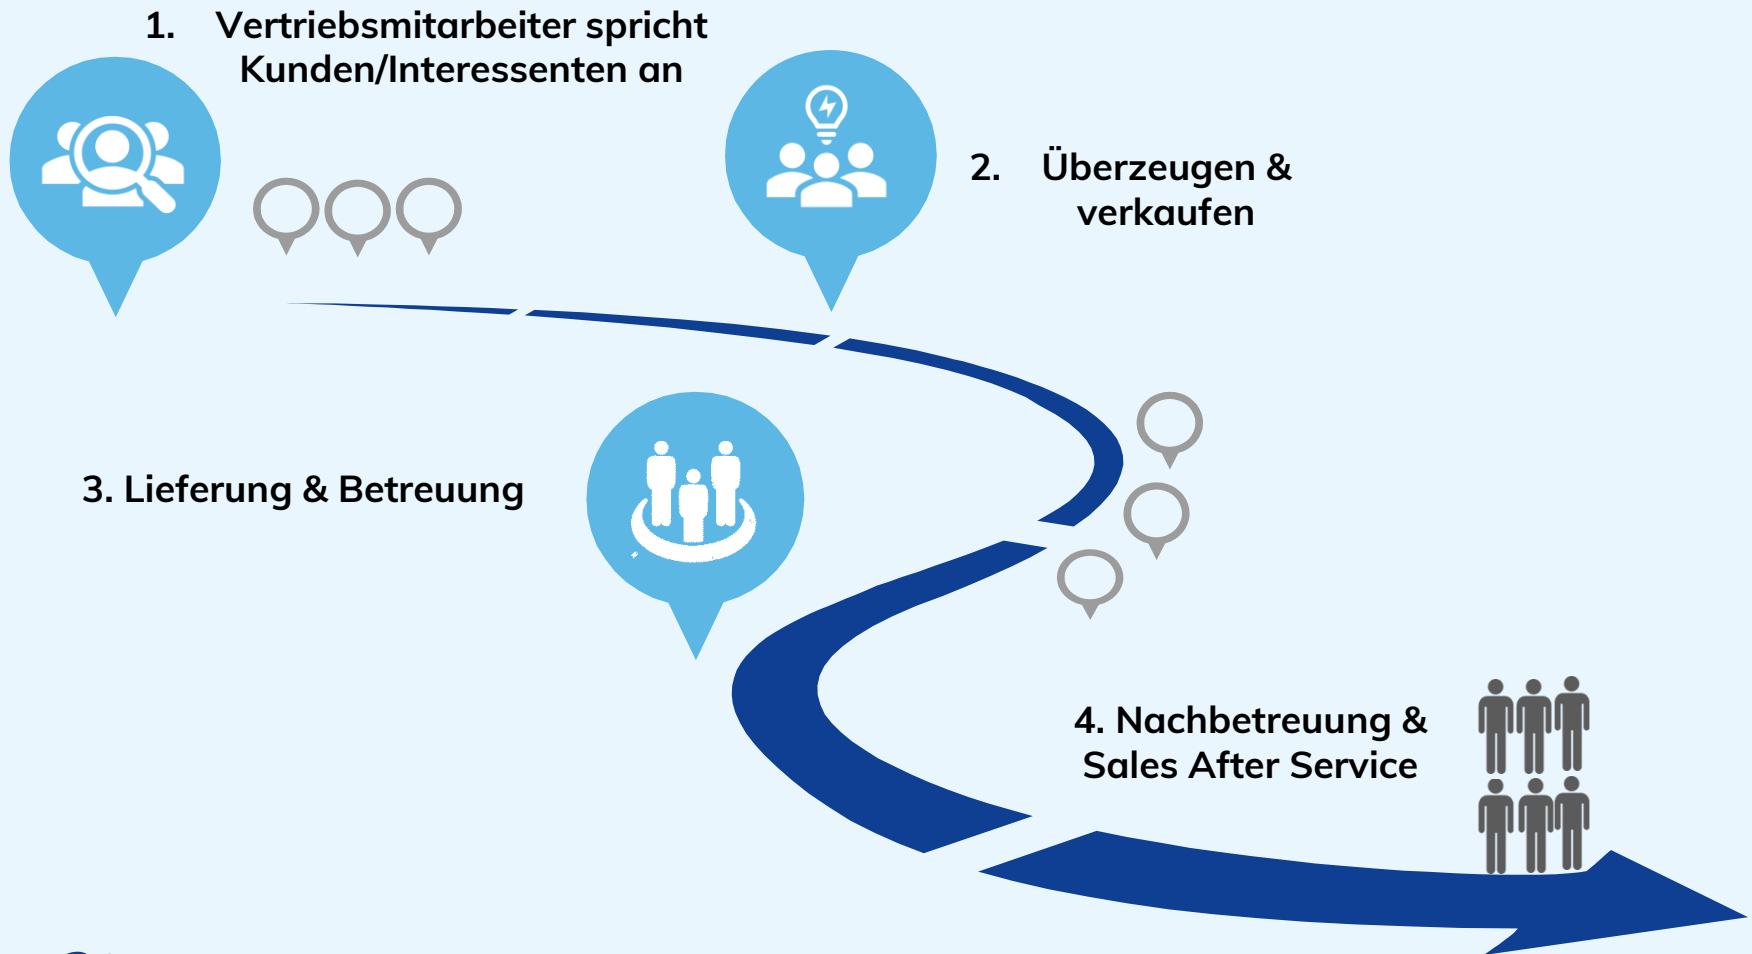 1. Vertriebsmitarbeiter spricht
Kunden/Interessenten an
2. Überzeugen &
verkaufen
3. Lieferung & Betreuung
4. Nachbetreuung &
Sales After Service